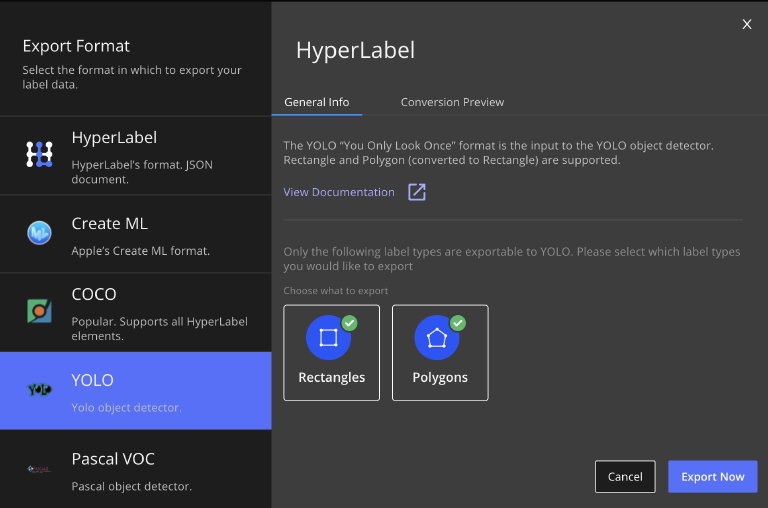 Export Format
Select the format in which to export your
label data.
HyperLabel
HyperLabel's format. JSON
document.
Create ML
Apple's Create ML format.
COCO
Popular. Supports all HyperLabel
elements.
YOLO
Yolo object detector.
Pascal VOC
Pascal object detector.
X
HyperLabel
General Info
Conversion Preview
The YOLO “You Only Look Once” format is the input to the YOLO object detector.
Rectangle and Polygon (converted to Rectangle) are supported.
View Documentation
Only the following label types are exportable to YOLO. Please select which label types
you would like to export
Choose what to export
Rectangles
Polygons
Cancel
Export Now